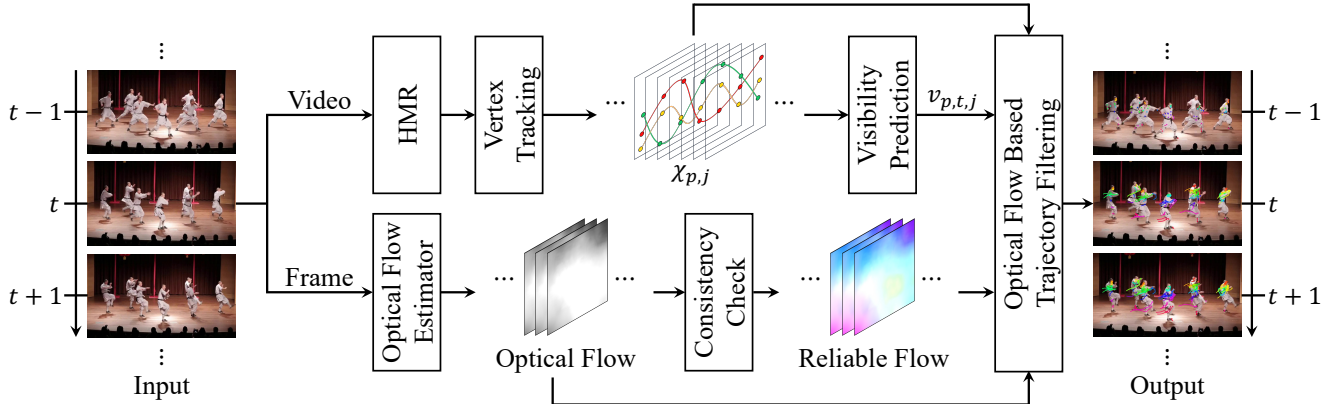 ⋮
t − 1
t
t + 1
⋮
Input
Video
Frame
HMR
Vertex
Tracking
...
...
χp,j
Visibility
Prediction
vp,t,j
Optical Flow
Estimator
...
...
Optical Flow
Consistency
Check
...
...
Reliable Flow
Optical Flow Based
Trajectory Filtering
⋮
t − 1
t
t + 1
⋮
Output